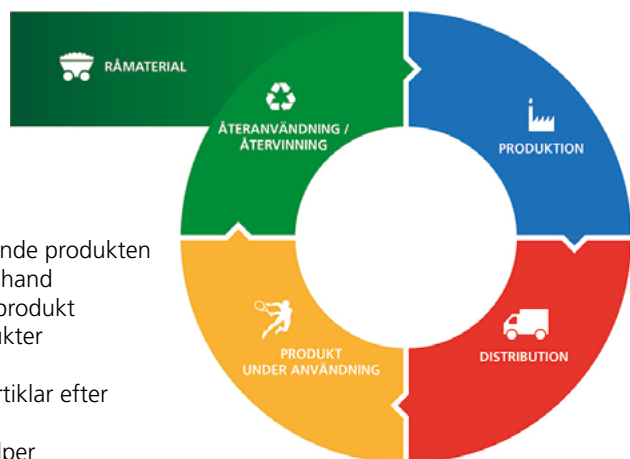 RÅMATERIAL
ÅTERANVÄNDNING /
ÅTERVINNING
PRODUKTION
PRODUKT
UNDER ANVÄNDNING
DISTRIBUTION
nde produkten
hand
produkt
kter
rtiklar efter
lper